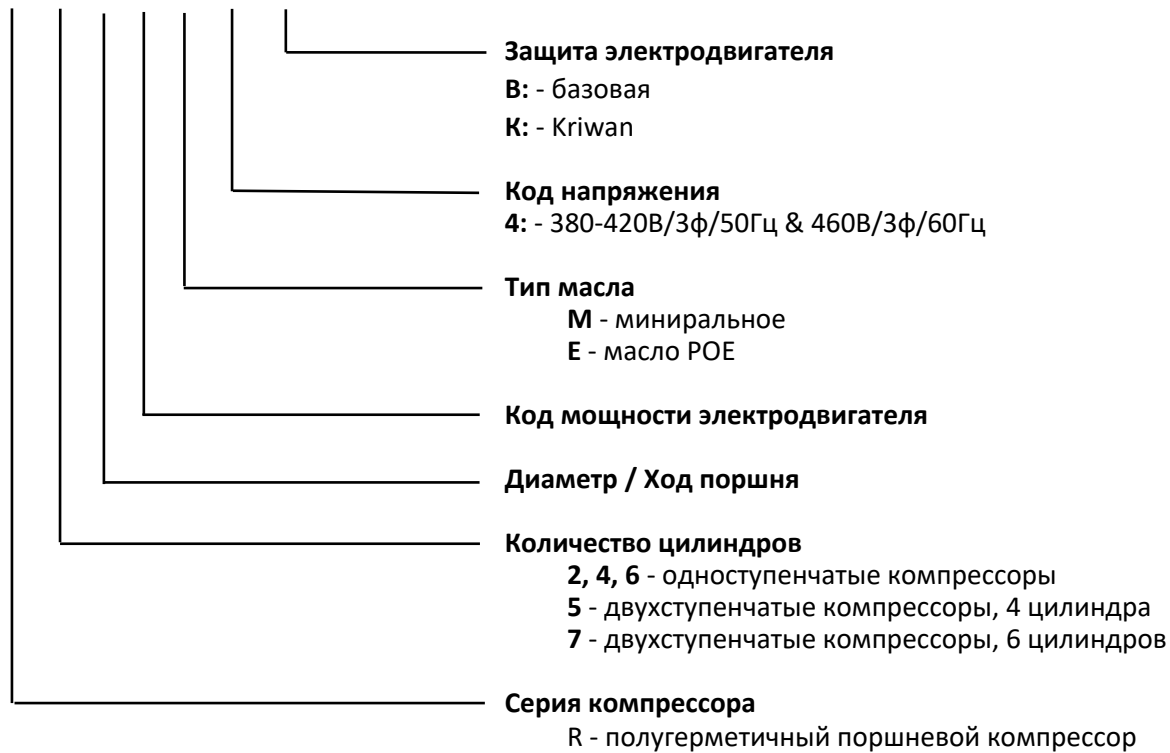 Защита электродвигателя
В: - базовая
К: - Kriwan
Код напряжения
4: - 380-420В/3ф/50Гц & 460В/3ф/60Гц
Тип масла
М - миниральное
Е - масло POE
Код мощности электродвигателя
Диаметр / Ход поршня
Количество цилиндров
2, 4, 6 - одноступенчатые компрессоры
5 - двухступенчатые компрессоры, 4 цилиндра
7 - двухступенчатые компрессоры, 6 цилиндров
Серия компрессора
R - полугерметичный поршневой компрессор